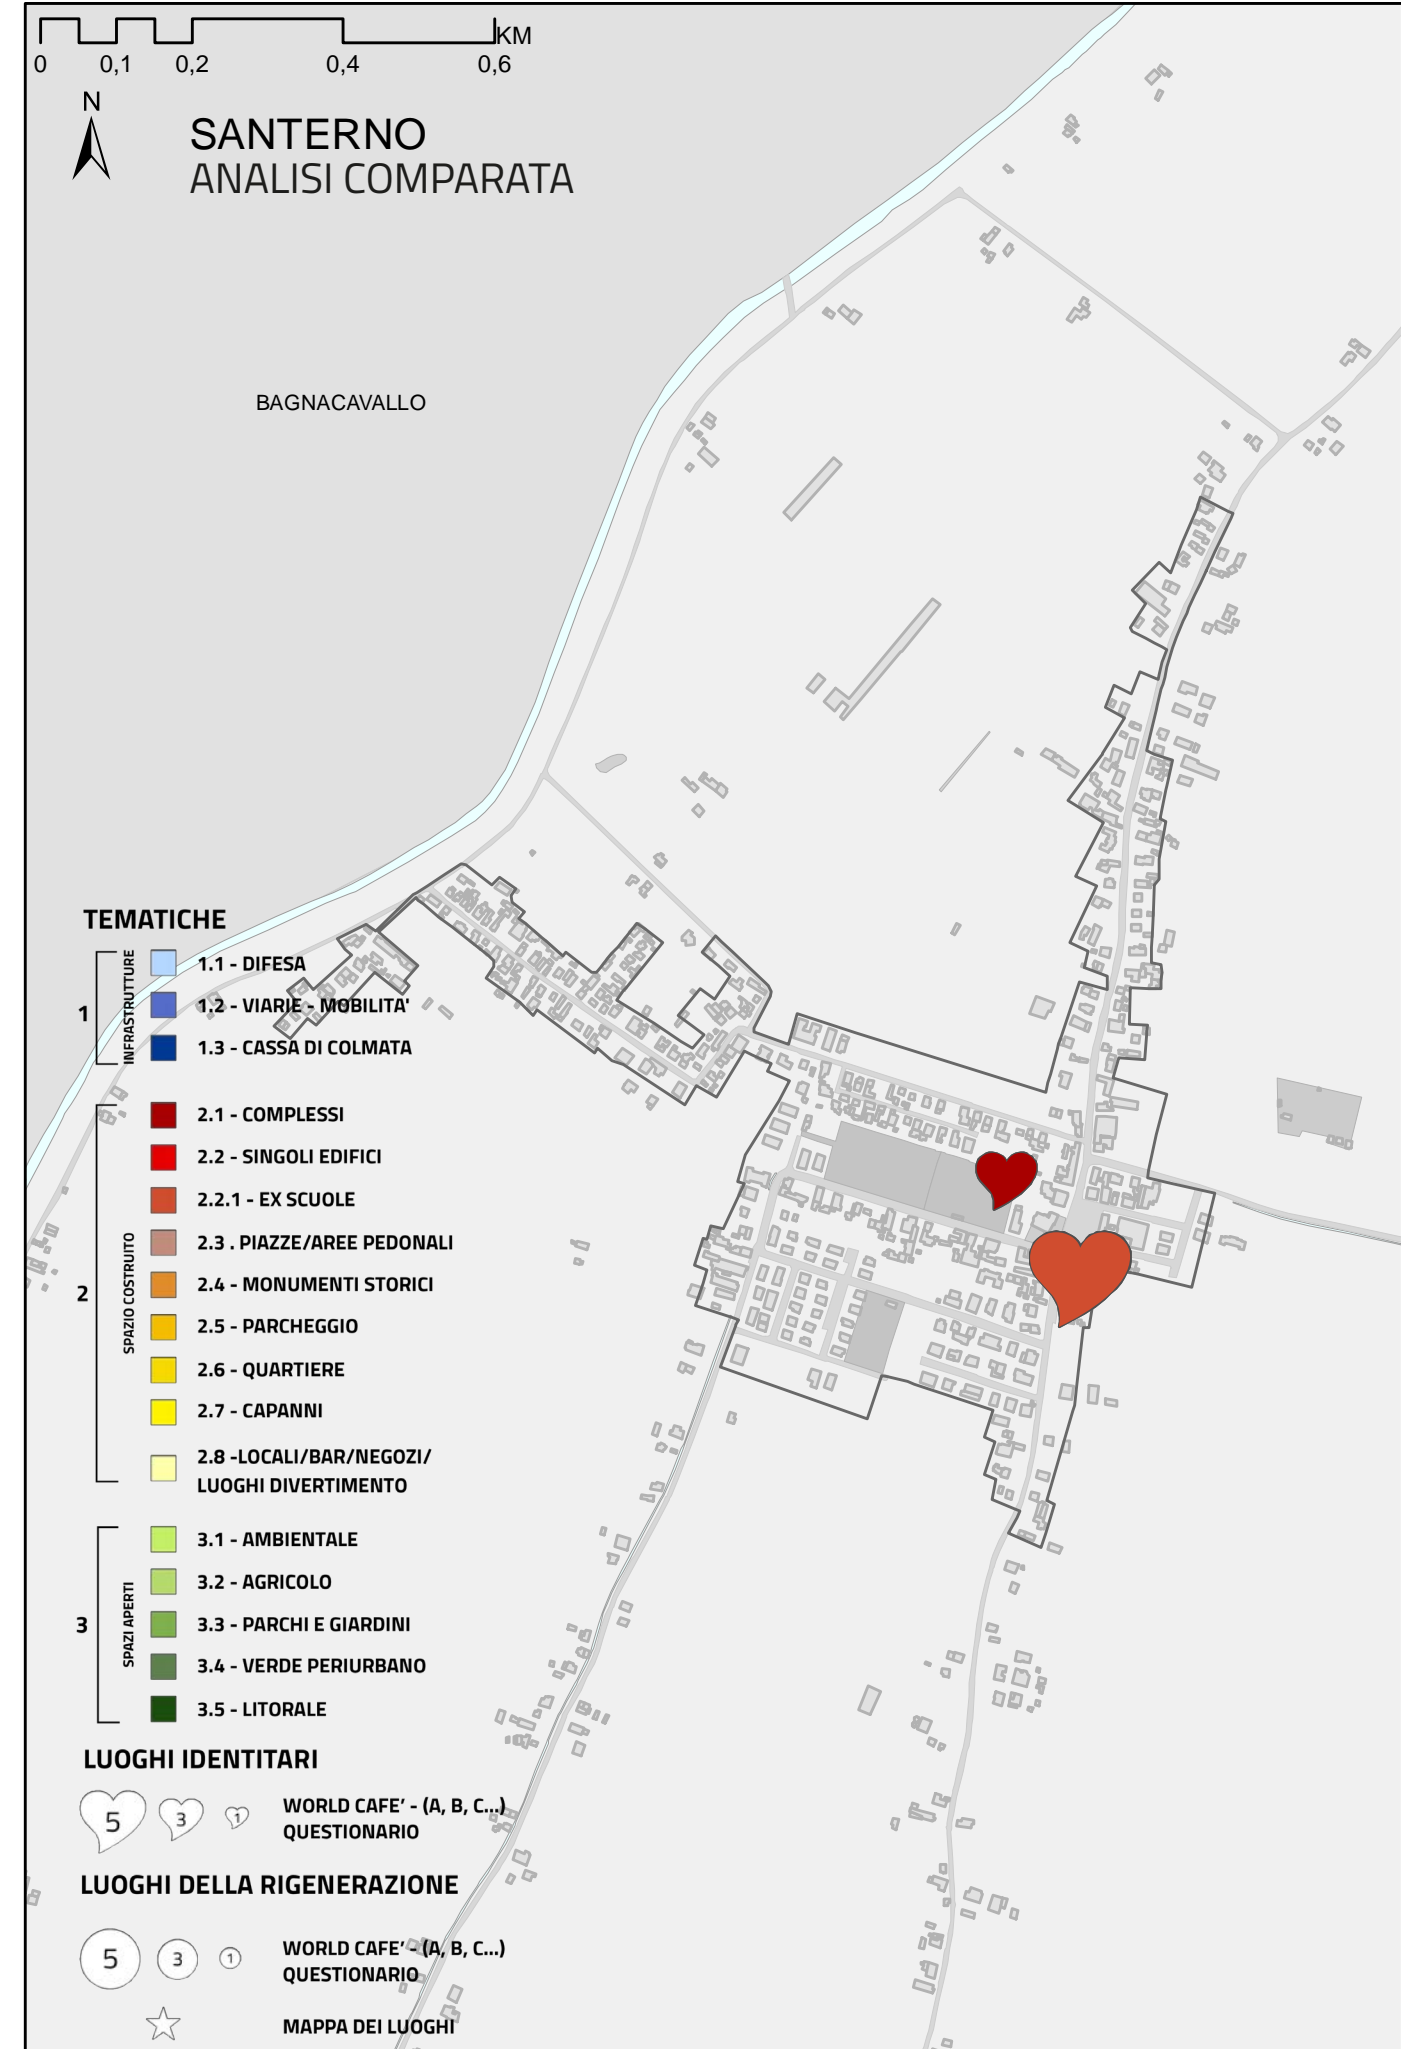 KM
0 0,1 0,2 0,4 0,6
N
SANTERNO
ANALISI COMPARATA
BAGNACAVALLO
TEMATICHE
1
INFRASTRUTTURE
1.1 - DIFESA
1.2 - VIARIE - MOBILITA'
1.3 - CASSA DI COLMATA
2
SPAZIO COSTRUITO
2.1 - COMPLESSI
2.2 - SINGOLI EDIFICI
2.2.1 - EX SCUOLE
2.3 . PIAZZE/AREE PEDONALI
2.4 - MONUMENTI STORICI
2.5 - PARCHEGGIO
2.6 - QUARTIERE
2.7 - CAPANNI
2.8 -LOCALI/BAR/NEGOZI/
LUOGHI DIVERTIMENTO
3
SPAZI APERTI
3.1 - AMBIENTALE
3.2 - AGRICOLO
3.3 - PARCHI E GIARDINI
3.4 - VERDE PERIURBANO
3.5 - LITORALE
LUOGHI IDENTITARI
5 3 1
WORLD CAFE' - (A, B, C...)
QUESTIONARIO
LUOGHI DELLA RIGENERAZIONE
5 3 1
WORLD CAFE' - (A, B, C...)
QUESTIONARIO
MAPPA DEI LUOGHI